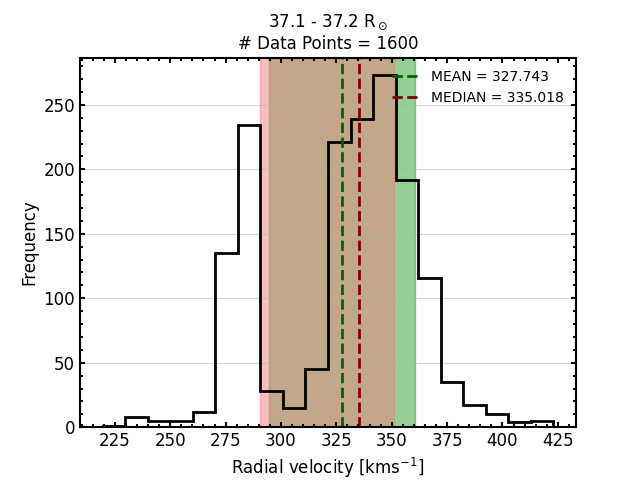 37.1 - 37.2 R⊙
# Data Points = 1600
MEAN = 327.743
MEDIAN = 335.018
Frequency
250
200
150
100
50
0
225 250 275 300 325 350 375 400 425
Radial velocity [kms⁻¹]